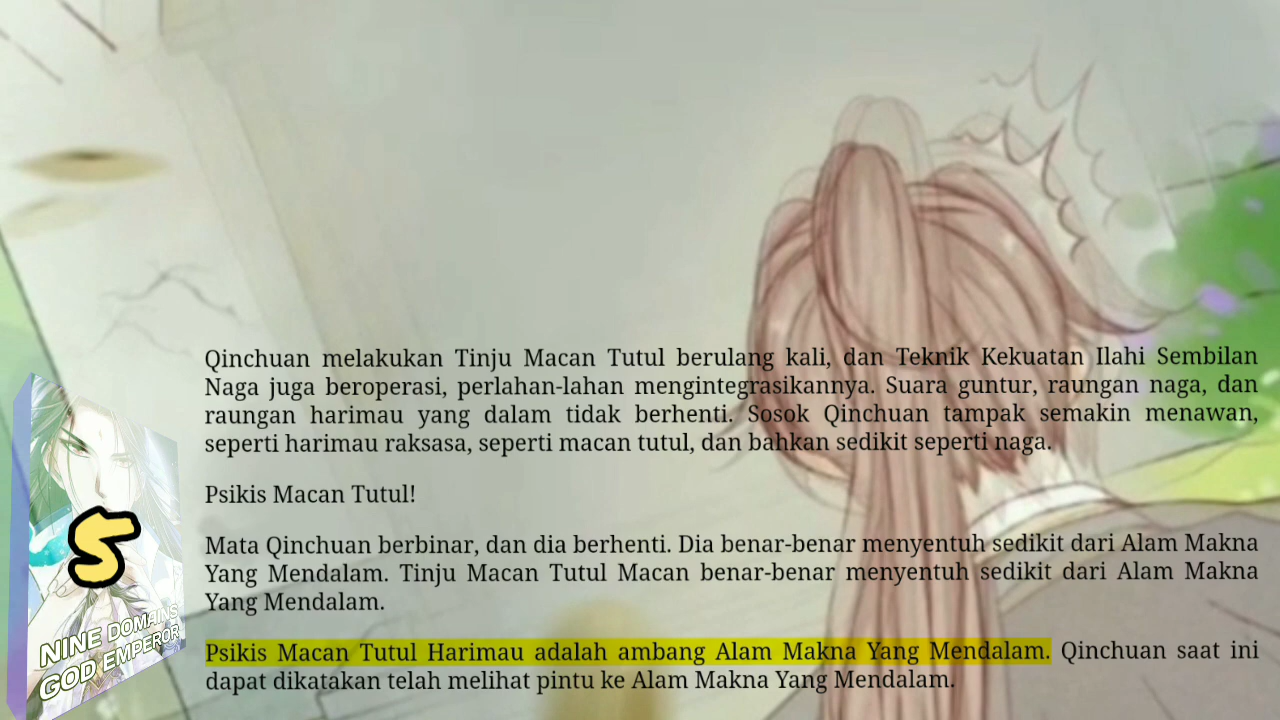 Qinchuan melakukan Tinju Macan Tutul berulang kali, dan Teknik Kekuatan Ilahi Sembilan
Naga juga beroperasi, perlahan-lahan mengintegrasikannya. Suara guntur, raungan naga, dan
raungan harimau yang dalam tidak berhenti. Sosok Qinchuan tampak semakin menawan,
seperti harimau raksasa, seperti macan tutul, dan bahkan sedikit seperti naga.
Psikis Macan Tutul!
Mata Qinchuan berbinar, dan dia berhenti. Dia benar-benar menyentuh sedikit dari Alam Makna
Yang Mendalam. Tinju Macan Tutul Macan benar-benar menyentuh sedikit dari Alam Makna
Yang Mendalam.
Psikis Macan Tutul Harimau adalah ambang Alam Makna Yang Mendalam. Qinchuan saat ini
dapat dikatakan telah melihat pintu ke Alam Makna Yang Mendalam.
5
NINE DOMAINS
GOD EMPEROR